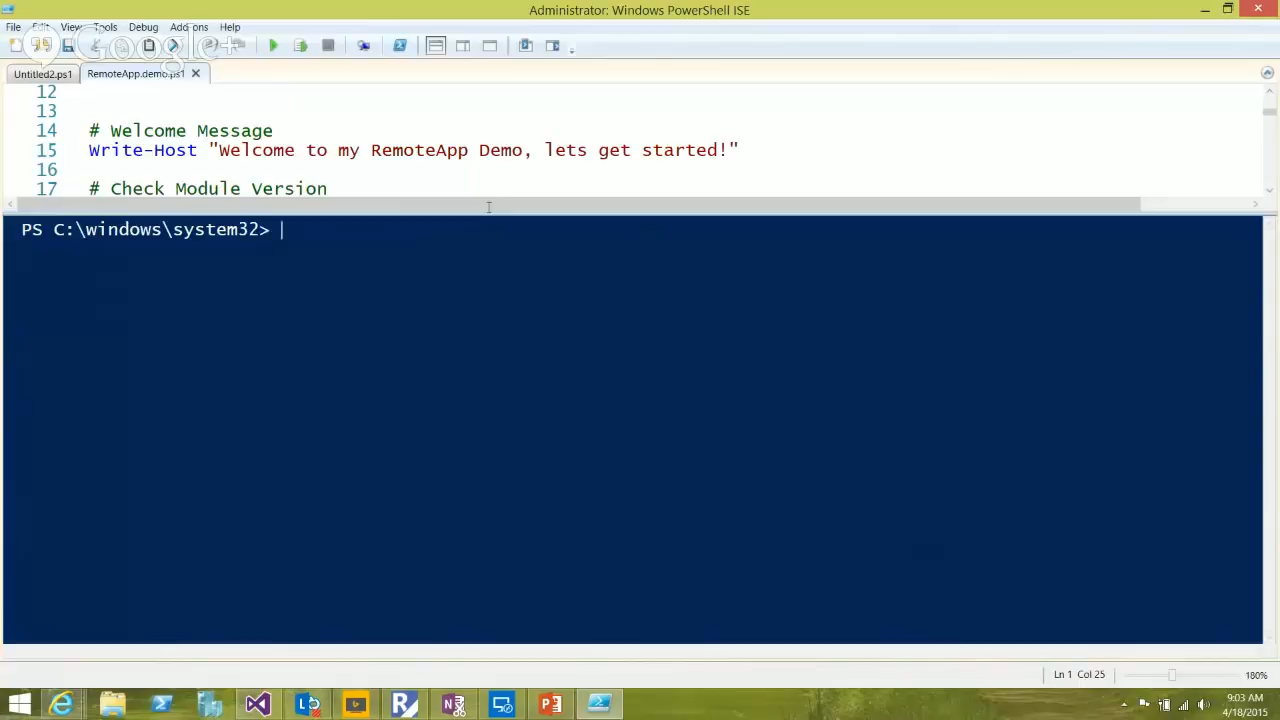 Administrator: Windows PowerShell ISE
File Edit View Tools Debug Add-ons Help
Google+
Untitled2.ps1 RemoteApp.demo.ps1
12
13
14 # Welcome Message
15 Write-Host "Welcome to my RemoteApp Demo, lets get started!"
16
17 # Check Module Version
PS C:\windows\system32>
Ln 1 Col 25 180%
9:03 AM
4/18/2015